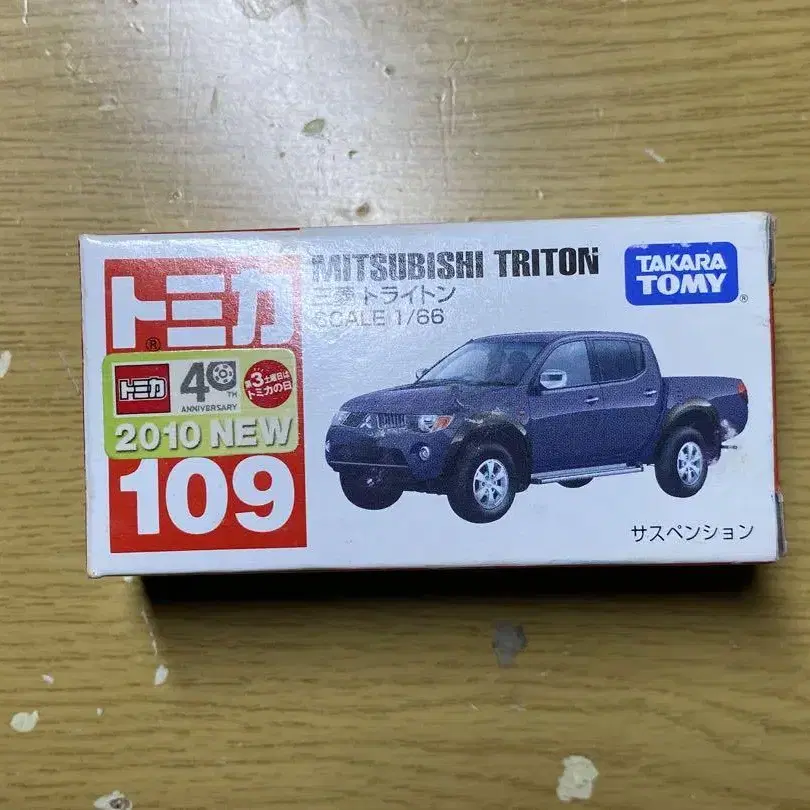 トミカ
®
トミカ
40TH
ANNIVERSARY
第3土曜日は
トミカの日
2010 NEW
109
MITSUBISHI TRITON
三菱 トライトン
SCALE 1/66
TAKARA
TOMY
®
サスペンション